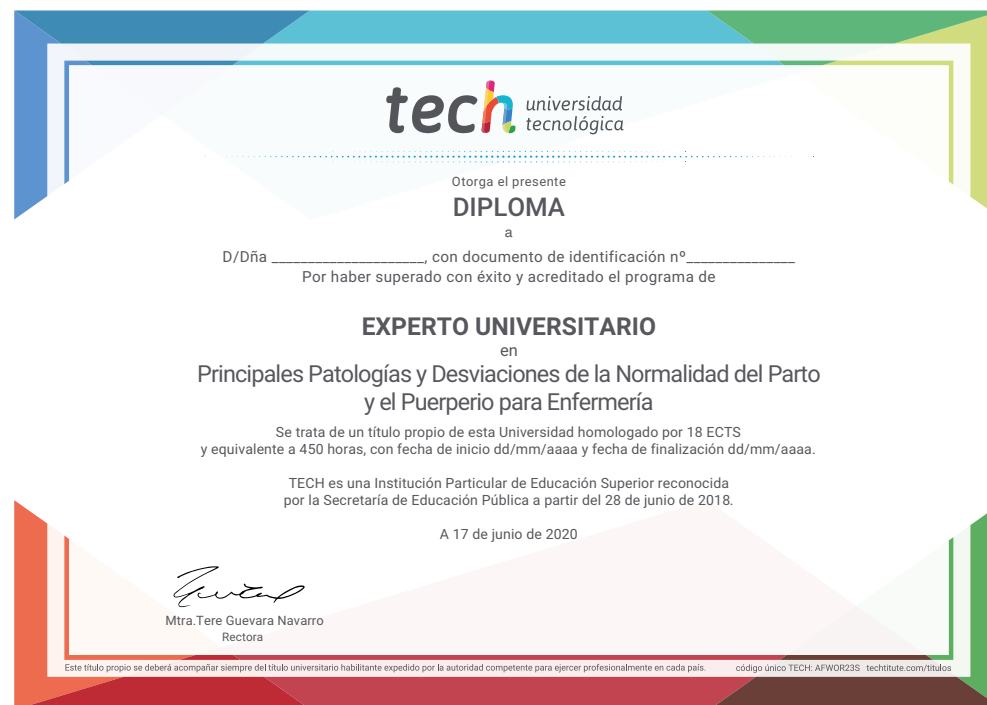 tech universidad
tecnológica
Otorga el presente
DIPLOMA
a
D/Dña ______________________, con documento de identificación nº_______________
Por haber superado con éxito y acreditado el programa de
EXPERTO UNIVERSITARIO
en
Principales Patologías y Desviaciones de la Normalidad del Parto
y el Puerperio para Enfermería
Se trata de un título propio de esta Universidad homologado por 18 ECTS
y equivalente a 450 horas, con fecha de inicio dd/mm/aaaa y fecha de finalización dd/mm/aaaa.
TECH es una Institución Particular de Educación Superior reconocida
por la Secretaría de Educación Pública a partir del 28 de junio de 2018.
A 17 de junio de 2020
Mtra.Tere Guevara Navarro
Rectora
Este título propio se deberá acompañar siempre del título universitario habilitante expedido por la autoridad competente para ejercer profesionalmente en cada país. código único TECH: AFWOR23S techtitute.com/titulos